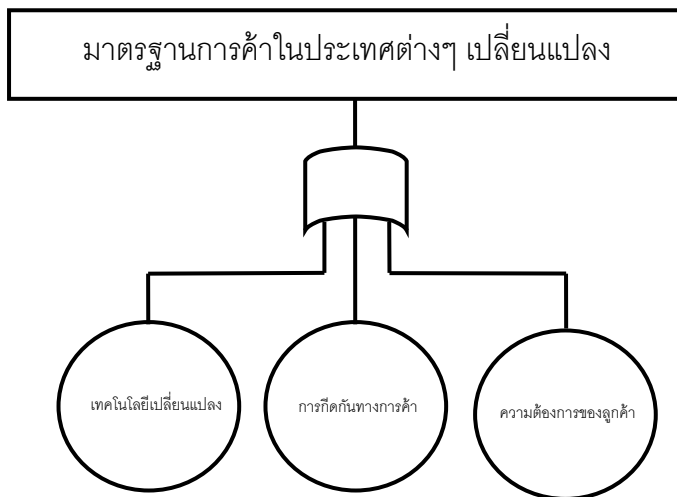 มาตรฐานการค้าในประเทศต่างๆ เปลี่ยนแปลง
เทคโนโลยีเปลี่ยนแปลง
การกีดกันทางการค้า
ความต้องการของลูกค้า